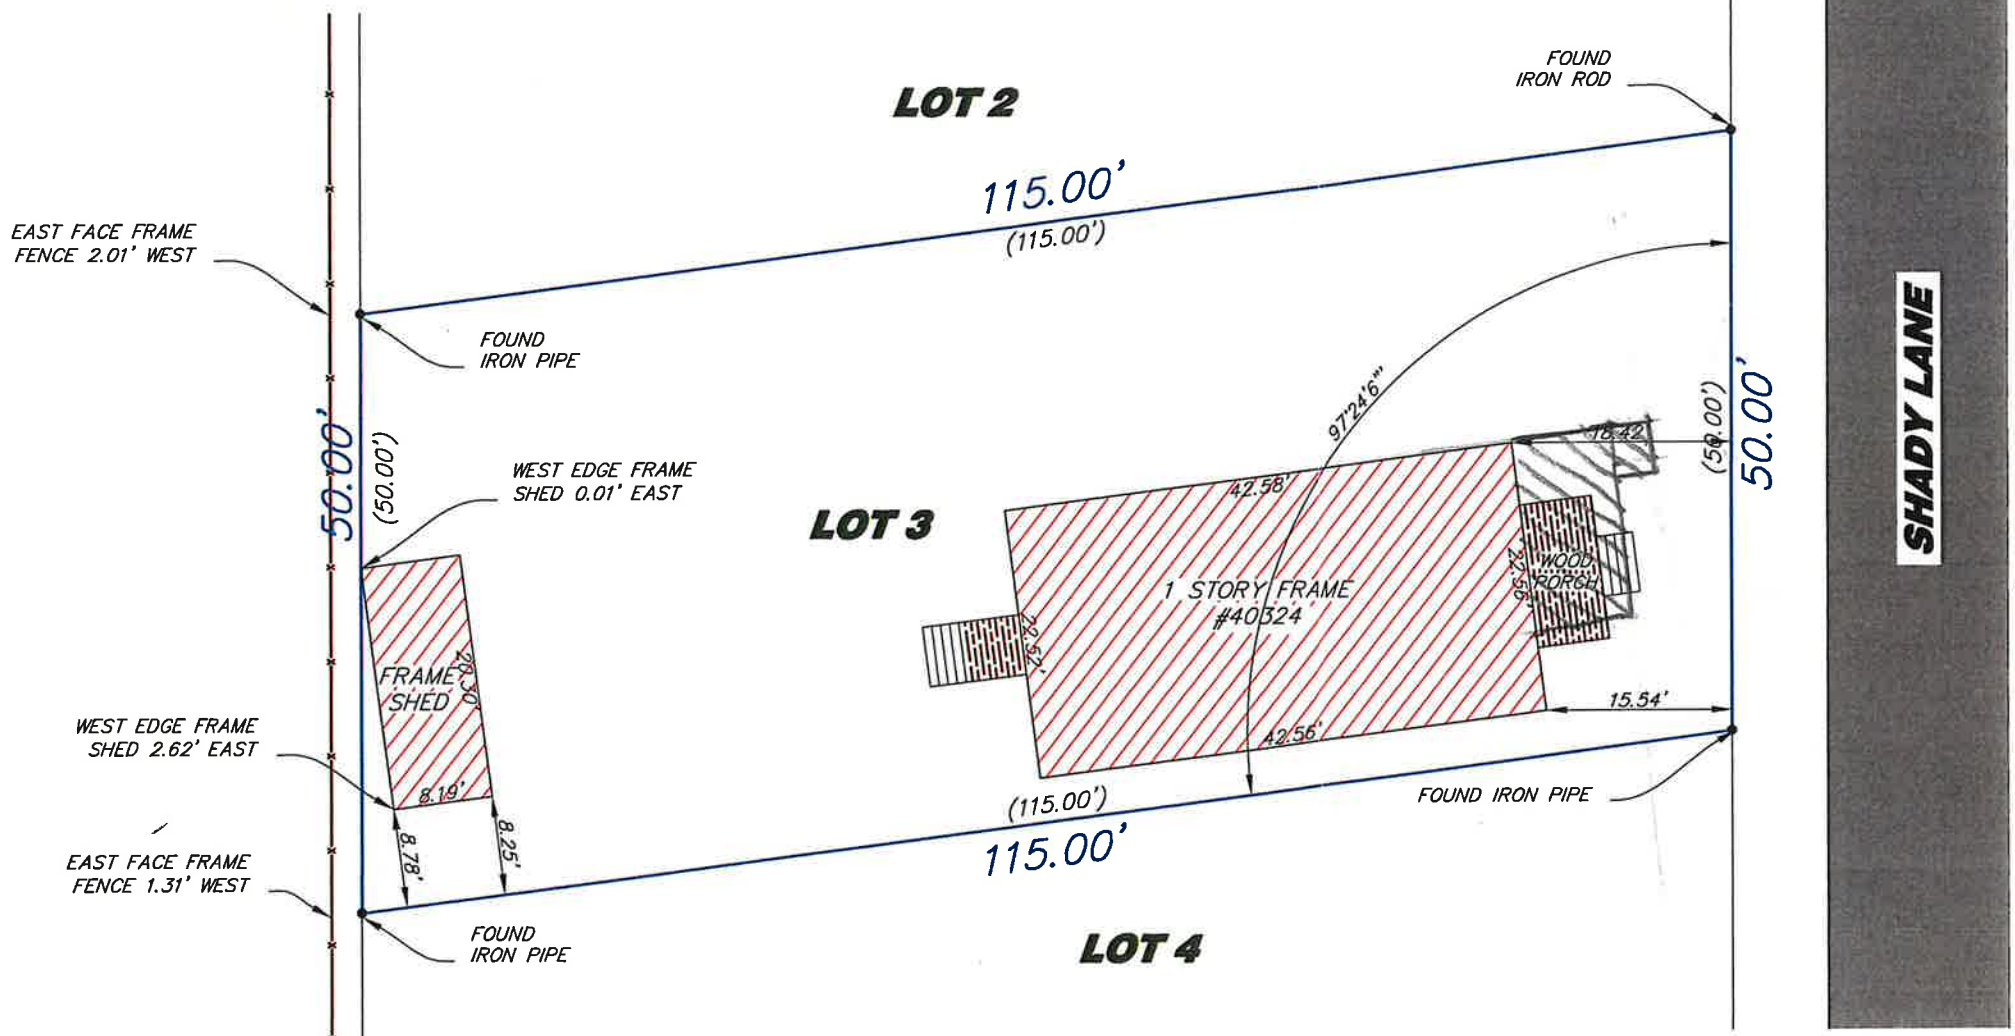 FOUND
IRON ROD
LOT 2
115.00'
(115.00')
EAST FACE FRAME
FENCE 2.01' WEST
FOUND
IRON PIPE
97°24'6"
SHADY LANE
50.00'
(50.00')
(50.00')
50.00'
18.42'
WEST EDGE FRAME
SHED 0.01' EAST
42.58'
LOT 3
1 STORY FRAME
#40324
22.56'
WOOD
PORCH
22.52'
FRAME
SHED
20.30'
15.54'
WEST EDGE FRAME
SHED 2.62' EAST
42.56'
8.19'
(115.00')
115.00'
FOUND IRON PIPE
8.78'
8.25'
EAST FACE FRAME
FENCE 1.31' WEST
FOUND
IRON PIPE
LOT 4